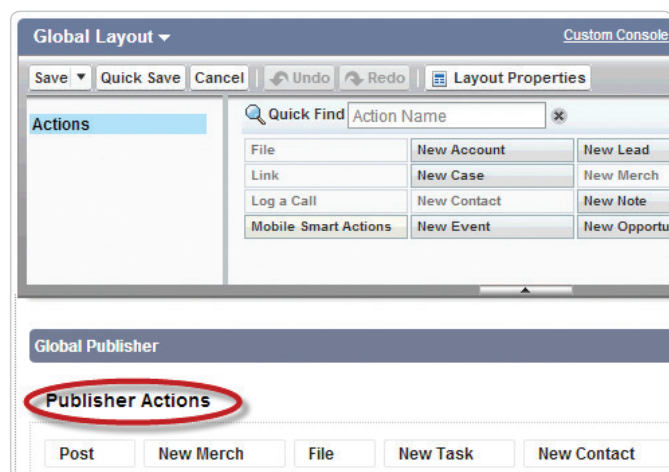 Global Layout
Custom Console
Save Quick Save Cancel Undo Redo Layout Properties
Actions
Quick Find Action Name
File New Account New Lead
Link New Case New Merch
Log a Call New Contact New Note
Mobile Smart Actions New Event New Opportu
Global Publisher
Publisher Actions
Post New Merch File New Task New Contact